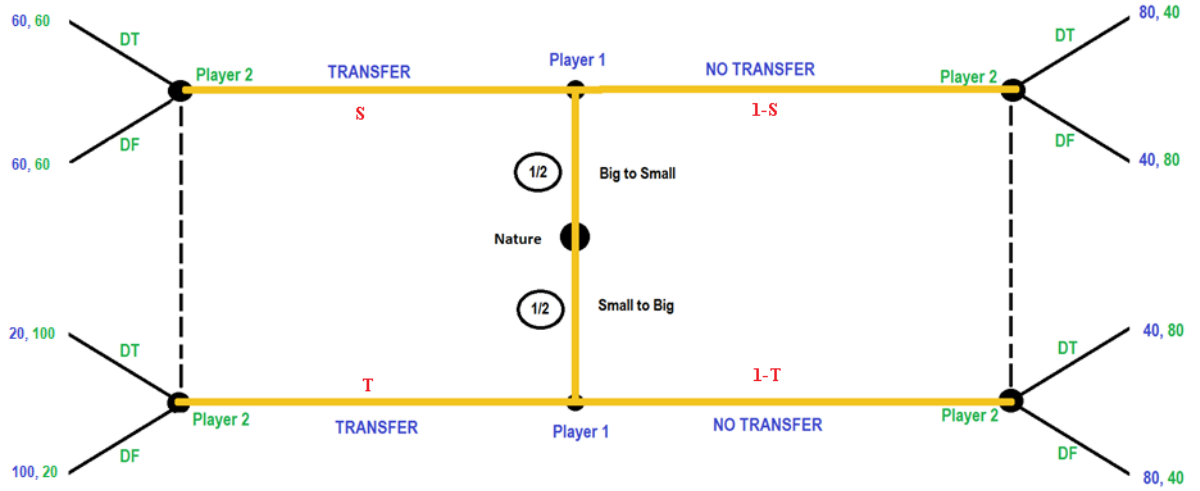 60, 60
DT
Player 2
TRANSFER
Player 1
NO TRANSFER
Player 2
DT
80, 40
S
1-S
60, 60
DF
DF
40, 80
1/2
Big to Small
Nature
1/2
Small to Big
20, 100
DT
DT
40, 80
T
1-T
Player 2
TRANSFER
Player 1
NO TRANSFER
Player 2
100, 20
DF
DF
80, 40